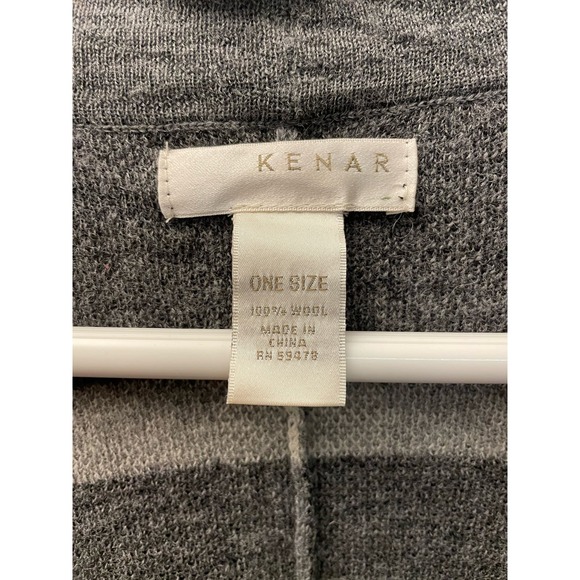 KENAR
ONE SIZE
100% WOOL
MADE IN
CHINA
RN 59478